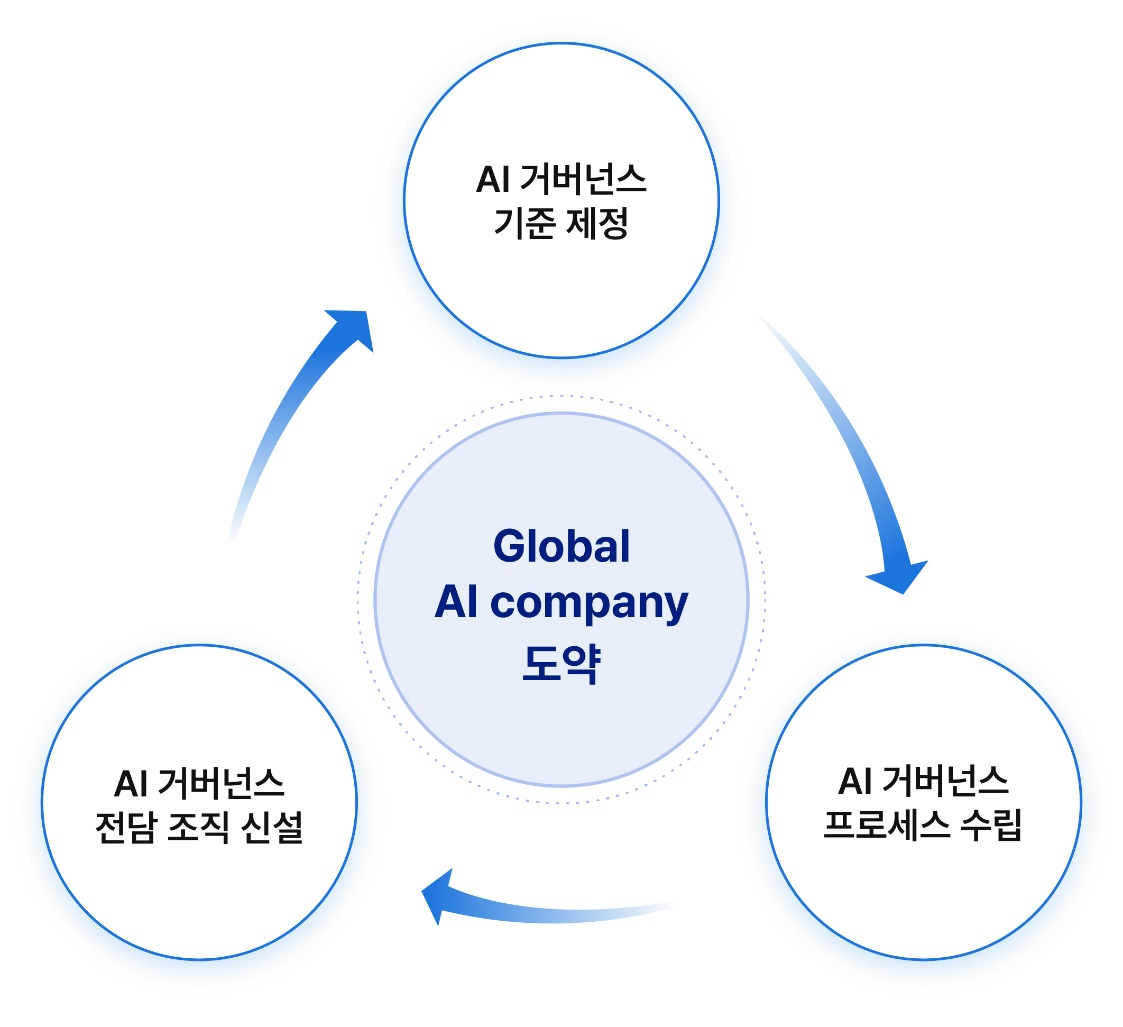 AI 거버넌스
기준 제정
Global
AI company
도약
AI 거버넌스
전담 조직 신설
AI 거버넌스
프로세스 수립